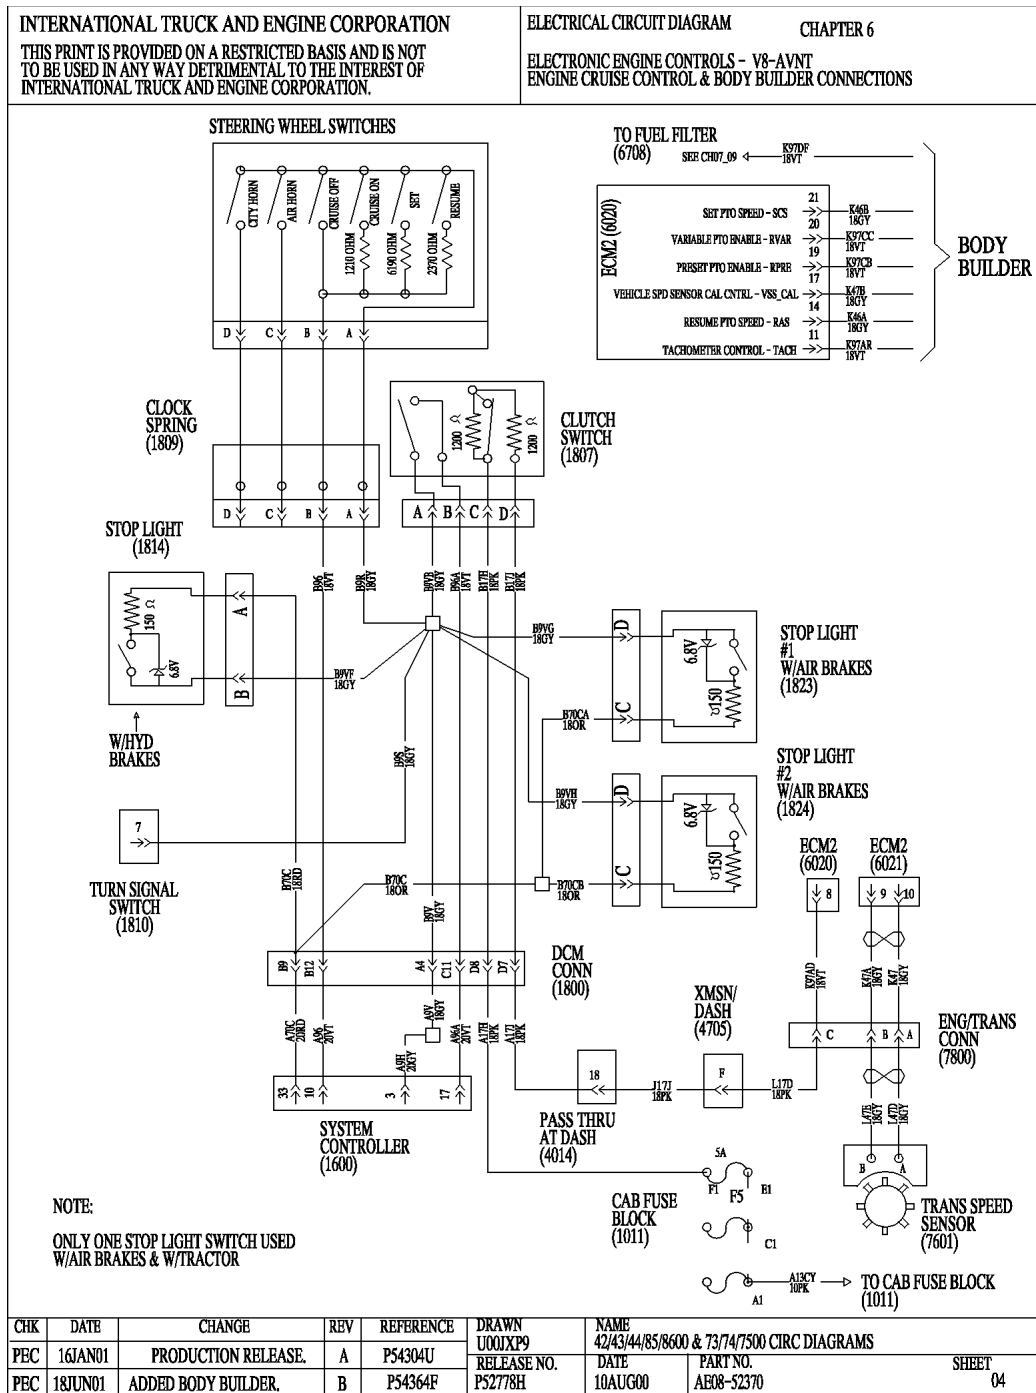 INTERNATIONAL TRUCK AND ENGINE CORPORATION
THIS PRINT IS PROVIDED ON A RESTRICTED BASIS AND IS NOT
TO BE USED IN ANY WAY DETRIMENTAL TO THE INTEREST OF
INTERNATIONAL TRUCK AND ENGINE CORPORATION.
ELECTRICAL CIRCUIT DIAGRAM
CHAPTER 6
ELECTRONIC ENGINE CONTROLS - V8-AVNT
ENGINE CRUISE CONTROL & BODY BUILDER CONNECTIONS
STEERING WHEEL SWITCHES
CITY HORN
AIR HORN
CRUISE OFF
CRUISE ON
SET
RESUME
1210 OHM
6190 OHM
2370 OHM
D
C
B
A
TO FUEL FILTER
(6708)
SEE CH07_09
K97DF
18VT
ECM2 (6020)
21
SET PTO SPEED - SCS
K46B
18GY
20
VARIABLE PTO ENABLE - RVAR
K97CC
18VT
19
PRESET PTO ENABLE - RPRE
K97CB
18VT
17
VEHICLE SPD SENSOR CAL CNTRL - VSS_CAL
K47B
18GY
14
RESUME PTO SPEED - RAS
K46A
18GY
11
TACHOMETER CONTROL - TACH
K97AR
18VT
BODY
BUILDER
CLOCK
SPRING
(1809)
D
C
B
A
1200 Ω
1200 Ω
CLUTCH
SWITCH
(1807)
A
B
C
D
STOP LIGHT
(1814)
150 Ω
6.8V
A
B
W/HYD
BRAKES
B96
18VT
B9R
18GY
B9VB
18GY
B96A
18VT
B17H
18PK
B17J
18PK
B9VF
18GY
B9VG
18GY
D
C
6.8V
Ω150
STOP LIGHT
#1
W/AIR BRAKES
(1823)
B70CA
18OR
B9S
18GY
STOP LIGHT
#2
W/AIR BRAKES
(1824)
B9VH
18GY
D
C
6.8V
Ω150
7
TURN SIGNAL
SWITCH
(1810)
B70C
18RD
B70C
18OR
B70CB
18OR
B9V
18GY
ECM2
(6020)
8
ECM2
(6021)
9
10
B9
B12
A4
C11
D8
D7
DCM
CONN
(1800)
K97AD
18VT
K47A
18GY
K47
18GY
A70C
20RD
A96
20VT
A9V
18GY
A96A
20VT
A17H
18PK
A17J
18PK
A9H
20GY
XMSN/
DASH
(4705)
C
B
A
ENG/TRANS
CONN
(7800)
33
10
3
17
SYSTEM
CONTROLLER
(1600)
18
J17J
18PK
F
L17D
18PK
PASS THRU
AT DASH
(4014)
L47E
18GY
L47D
18GY
B
A
TRANS SPEED
SENSOR
(7601)
5A
F1
F5
E1
CAB FUSE
BLOCK
(1011)
C1
A13CY
10PK
A1
TO CAB FUSE BLOCK
(1011)
NOTE:
ONLY ONE STOP LIGHT SWITCH USED
W/AIR BRAKES & W/TRACTOR
CHK DATE CHANGE REV REFERENCE
PEC 16JAN01 PRODUCTION RELEASE. A P54304U
PEC 18JUN01 ADDED BODY BUILDER, B P54364F
DRAWN
U00JXP9
RELEASE NO.
P52778H
NAME
42/43/44/85/8600 & 73/74/7500 CIRC DIAGRAMS
DATE
10AUG00
PART NO.
AE08-52370
SHEET
04